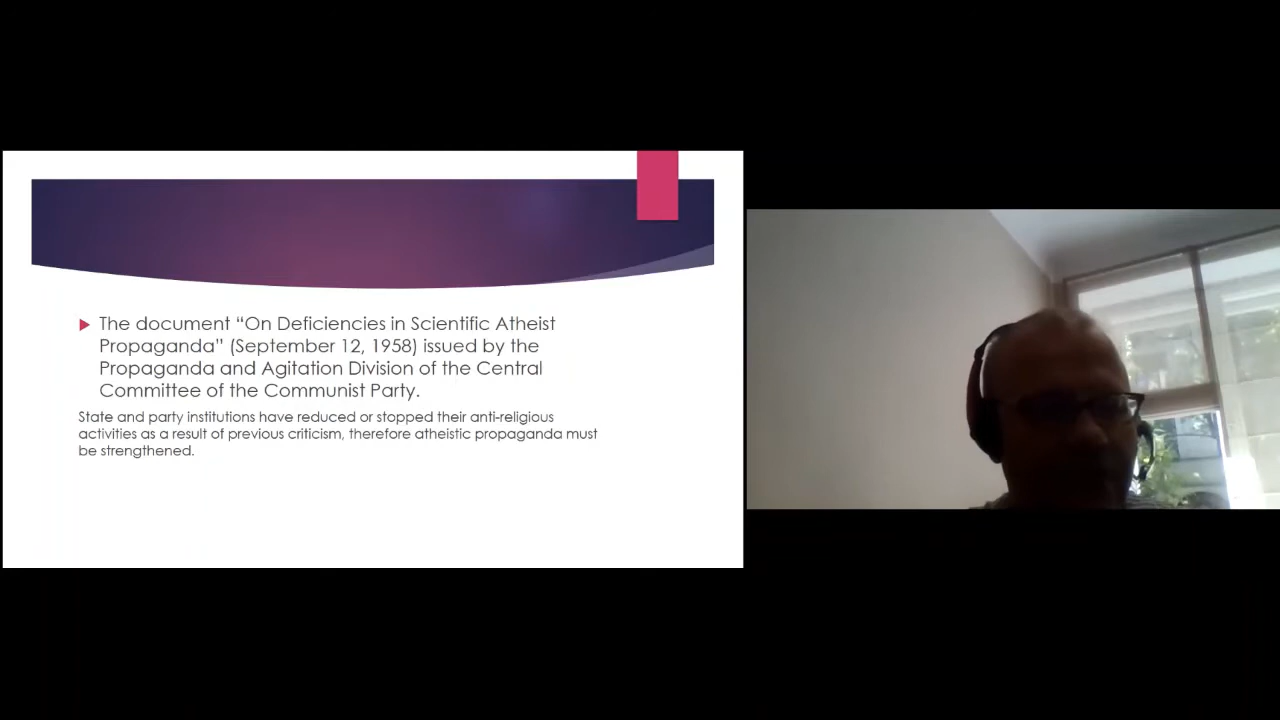 The document “On Deficiencies in Scientific Atheist
Propaganda” (September 12, 1958) issued by the
Propaganda and Agitation Division of the Central
Committee of the Communist Party.
State and party institutions have reduced or stopped their anti-religious
activities as a result of previous criticism, therefore atheistic propaganda must
be strengthened.